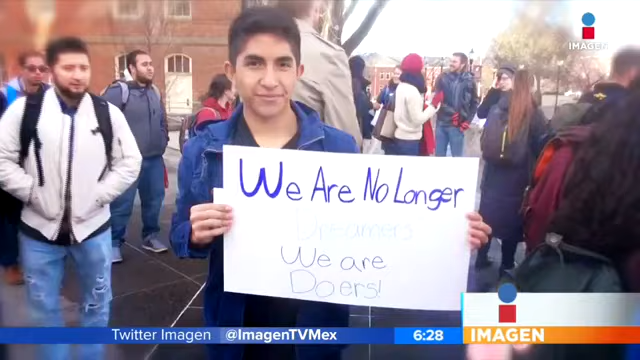 IMAGEN
We Are No Longer
Dreamers
We are
Doers!
Twitter Imagen @ImagenTVMex 6:28 IMAGEN